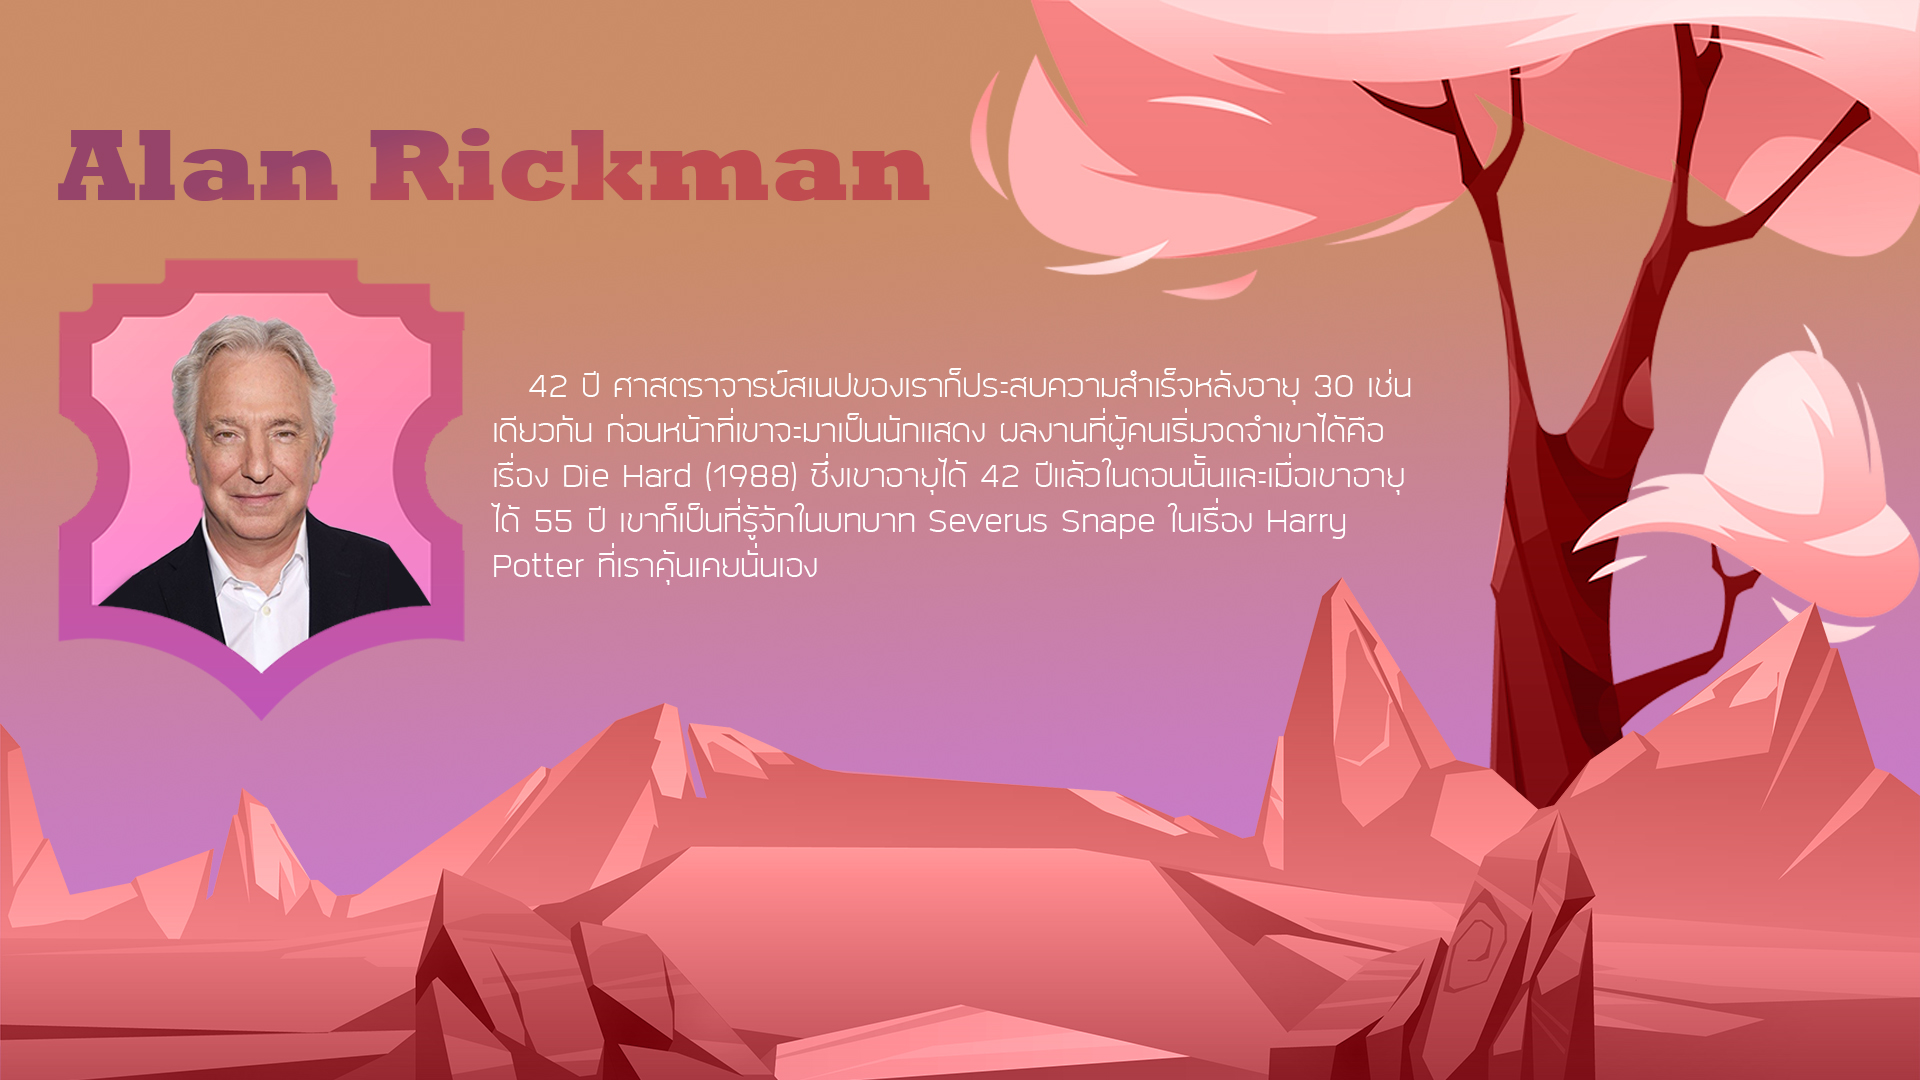 Alan Rickman
42 ปี ศาสตราจารย์สเนปของเราก็ประสบความสำเร็จหลังอายุ 30 เช่น
เดียวกัน ก่อนหน้าที่เขาจะมาเป็นนักแสดง ผลงานที่ผู้คนเริ่มจดจำเขาได้คือ
เรื่อง Die Hard (1988) ซึ่งเขาอายุได้ 42 ปีแล้วในตอนนั้นและเมื่อเขาอายุ
ได้ 55 ปี เขาก็เป็นที่รู้จักในบทบาท Severus Snape ในเรื่อง Harry
Potter ที่เราคุ้นเคยนั่นเอง